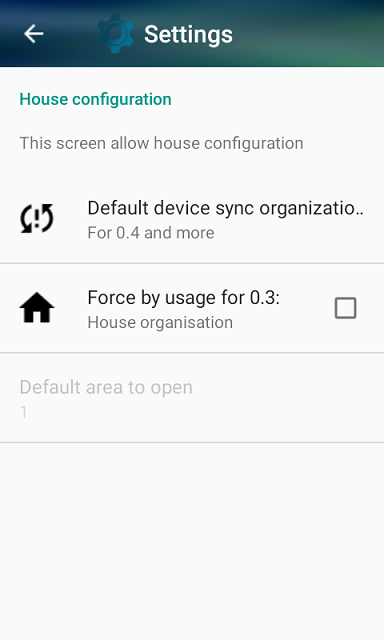 Settings
House configuration
This screen allow house configuration
Default device sync organizatio..
For 0.4 and more
Force by usage for 0.3:
House organisation
Default area to open
1